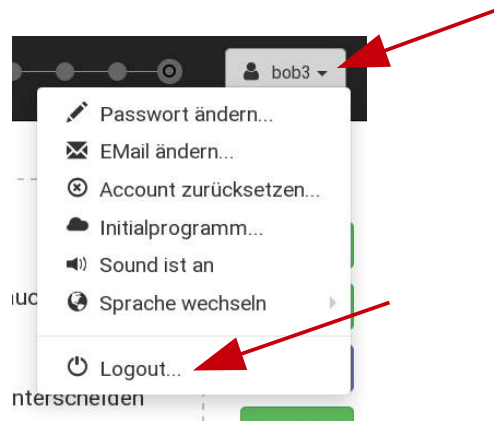 bob3
Passwort ändern...
EMail ändern...
Account zurücksetzen...
Initialprogramm...
Sound ist an
Sprache wechseln
Logout...
nterscheiden